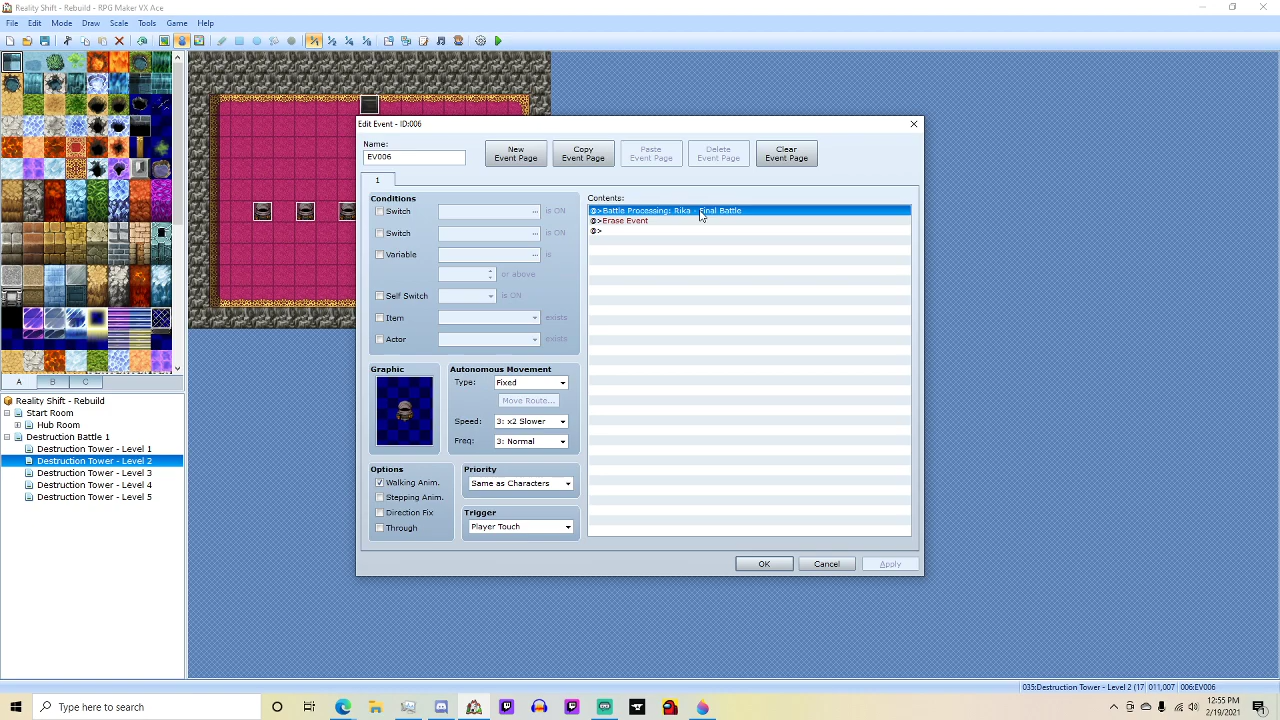 Reality Shift - Rebuild - RPG Maker VX Ace
File Edit Mode Draw Scale Tools Game Help
Edit Event - ID:006
Name:
EV006
New Event Page
Copy Event Page
Paste Event Page
Delete Event Page
Clear Event Page
1
Conditions
Switch ... is ON
Switch ... is ON
Variable ... is
or above
Self Switch is ON
Item exists
Actor exists
Graphic
Autonomous Movement
Type: Fixed
Move Route...
Speed: 3: x2 Slower
Freq: 3: Normal
Options
Walking Anim.
Stepping Anim.
Direction Fix
Through
Priority
Same as Characters
Trigger
Player Touch
Contents:
@>Battle Processing: Rika - Final Battle
@>Erase Event
@>
OK Cancel Apply
A B C
Reality Shift - Rebuild
Start Room
Hub Room
Destruction Battle 1
Destruction Tower - Level 1
Destruction Tower - Level 2
Destruction Tower - Level 3
Destruction Tower - Level 4
Destruction Tower - Level 5
035:Destruction Tower - Level 2 (17 011,007 006:EV006
Type here to search
12:55 PM
2/19/2021